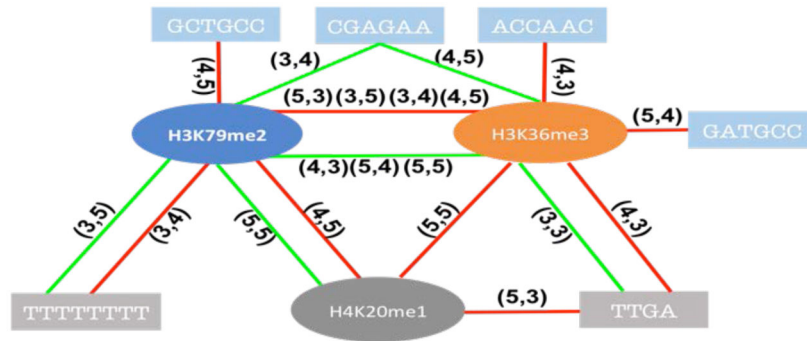 GCTGCC CGAGAA ACCAAC
(4,5) (3,4) (4,5) (4,3)
(5,3)(3,5)(3,4)(4,5) (5,4)
H3K79me2 H3K36me3 GATGCC
(4,3)(5,4)(5,5)
(3,5) (3,4) (5,5) (4,5) (5,5) (3,3) (4,3)
TTTTTTTT H4K20me1 (5,3) TTGA